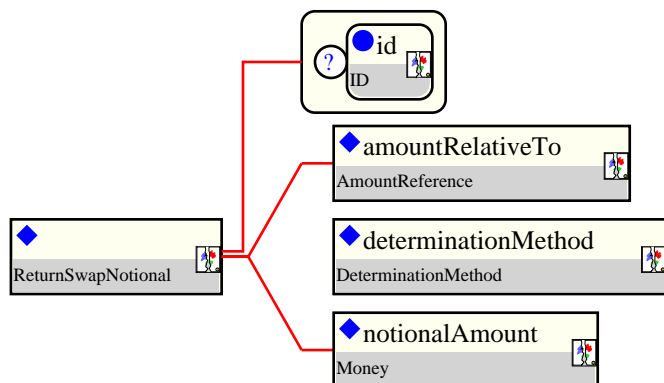 id
?
ID
amountRelativeTo
AmountReference
ReturnSwapNotional
determinationMethod
DeterminationMethod
notionalAmount
Money